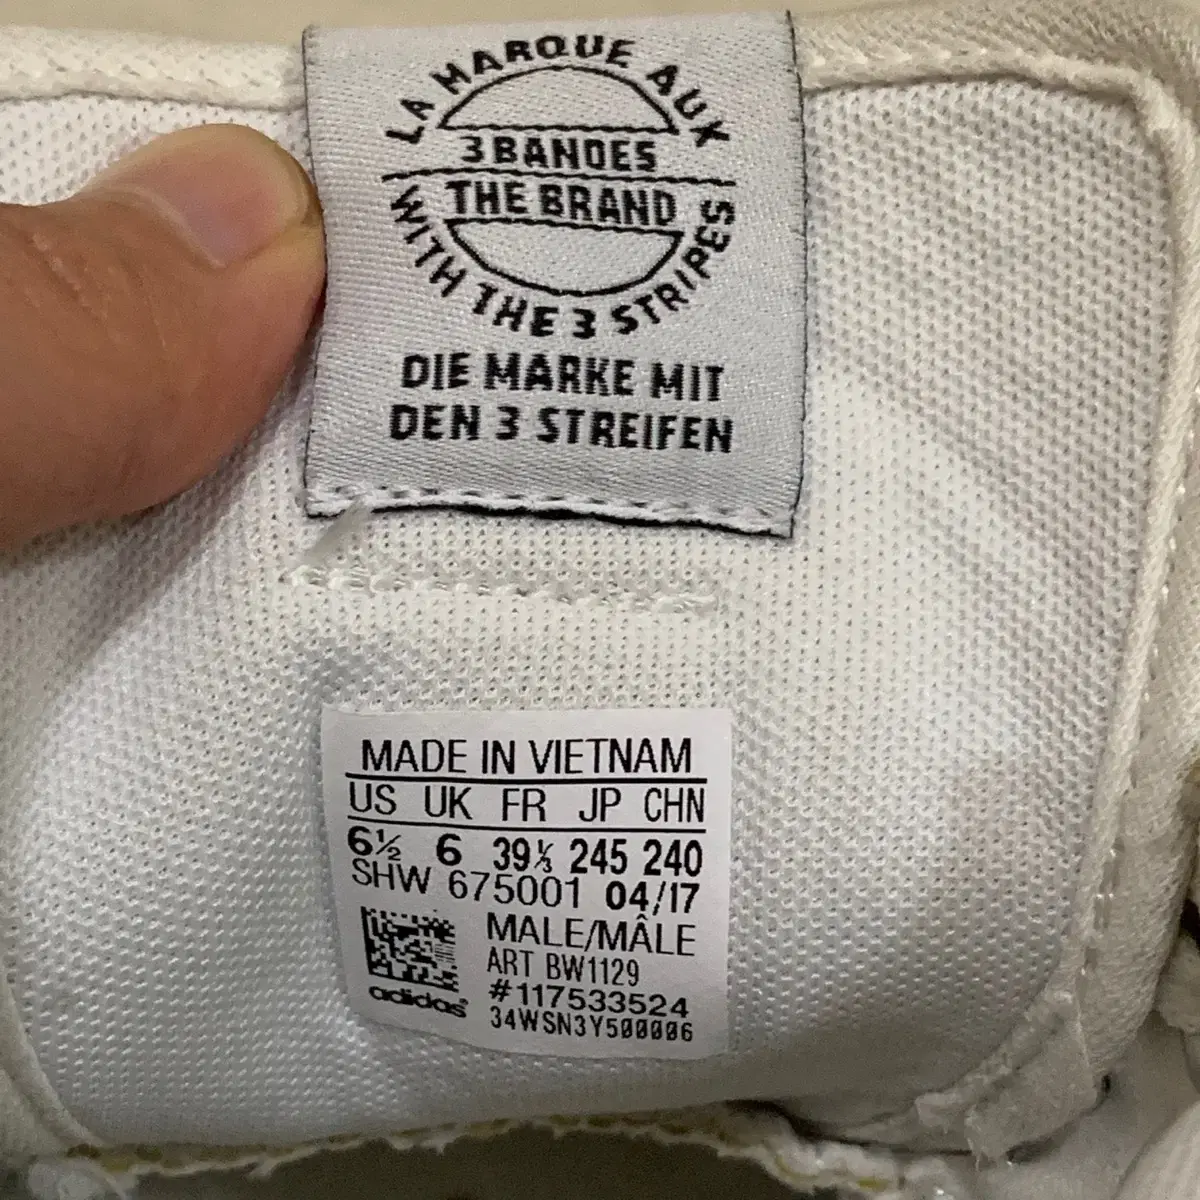 LA MARQUE AUX
3 BANDES
THE BRAND
WITH THE 3 STRIPES
DIE MARKE MIT
DEN 3 STREIFEN
MADE IN VIETNAM
US UK FR JP CHN
6½ 6 39⅓ 245 240
SHW 675001 04/17
MALE/MÂLE
ART BW1129
#117533524
adidas
34WSN3Y500006